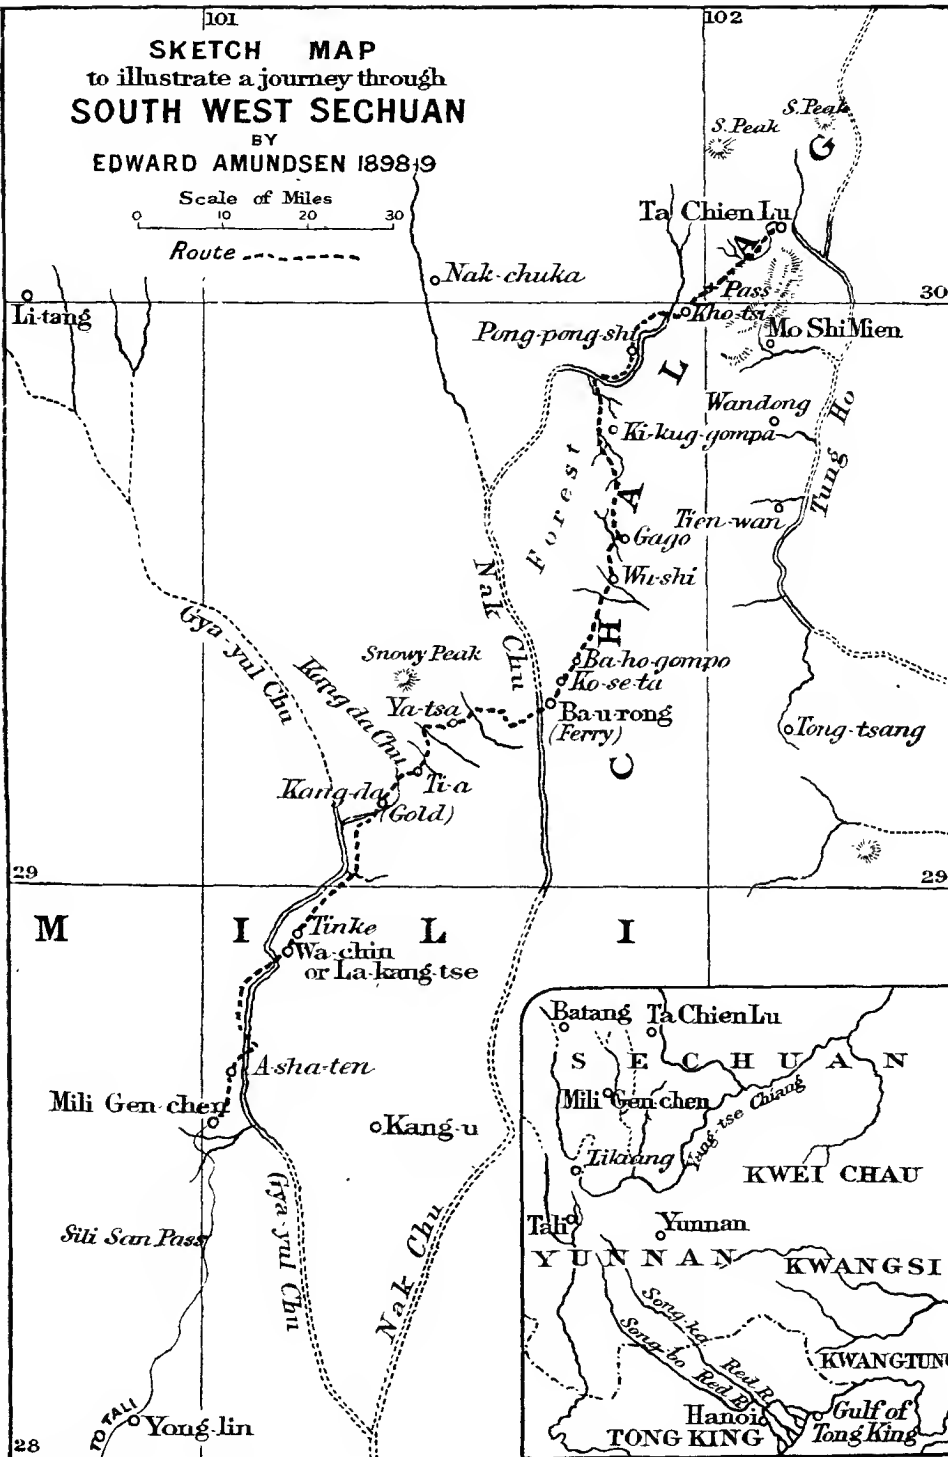 101
102
SKETCH MAP
to illustrate a journey through
SOUTH WEST SECHUAN
BY
EDWARD AMUNDSEN 1898-9
Scale of Miles
0 10 20 30
Route
S. Peak
S. Peak
Ta Chien Lu
Nak-chuka
Li-tang
30
Pass
Kho-tsi
Pong-pong-shi
Mo Shi Mien
Wandong
Ki-kug-gompa
Forest
Tung Ho
Tien-wan
Gago
Wu-shi
Nak Chu
CHALA G
Gya-yul Chu
Kang da Chu
Snowy Peak
Ba-ho-gompo
Ko-se-ta
Ya-tsa
Ba-u-rong
(Ferry)
Tong-tsang
Ti-a
Kang-da
(Gold)
29
29
MILI
Tinke
Wa-chin
or La-kang-tse
A-sha-ten
Mili Gen-chen
Kang-u
Gya-yul Chu
Nak Chu
Sili San Pass
TO TALI
Yong-lin
28
Batang
Ta Chien Lu
SECHUAN
Mili Gen-chen
Yang-tse Chiang
Likiang
KWEI CHAU
Tali
Yunnan
YUNNAN
KWANGSI
Song-ka
Song-bo Red R.
Red R.
KWANGTUNG
Hanoi
Gulf of
Tong King
TONG KING